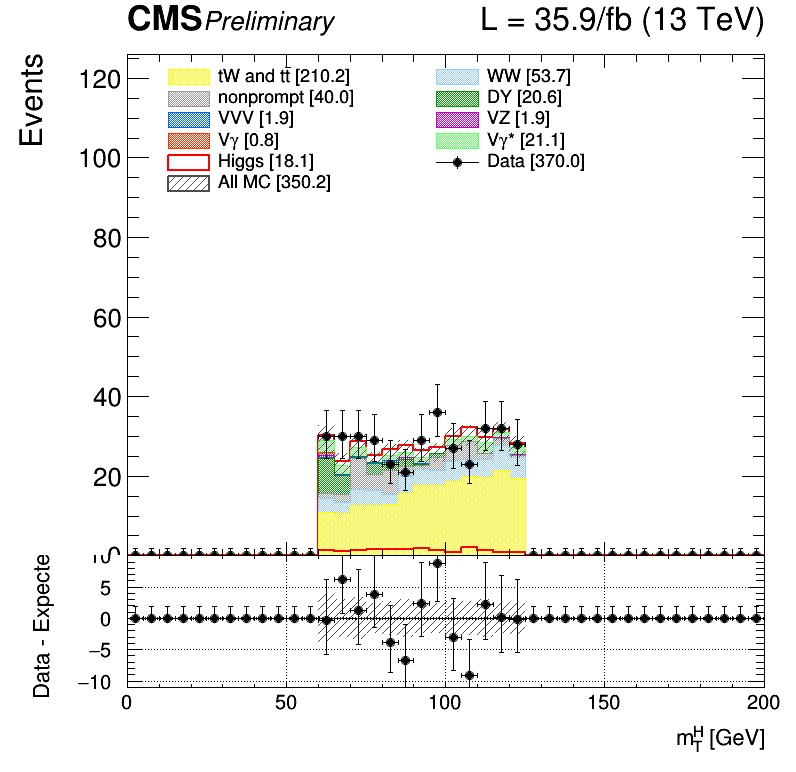 CMS Preliminary L = 35.9/fb (13 TeV)
Events
120
100
80
60
40
20
0
tW and tt̄ [210.2]
nonprompt [40.0]
VVV [1.9]
Vγ [0.8]
Higgs [18.1]
All MC [350.2]
WW [53.7]
DY [20.6]
VZ [1.9]
Vγ* [21.1]
Data [370.0]
Data - Expecte
10
5
0
−5
−10
0 50 100 150 200
m_T^H [GeV]